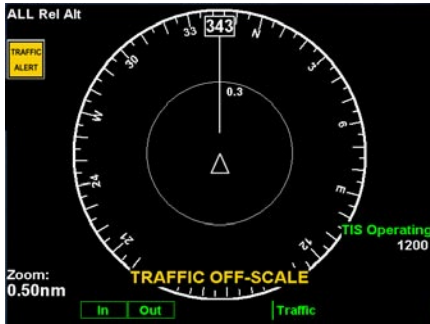 ALL Rel Alt
343
33
N
TRAFFIC
ALERT
30
3
0.3
W
6
24
E
TIS Operating
1200
21
12
Zoom:
0.50nm
TRAFFIC OFF-SCALE
In
Out
Traffic